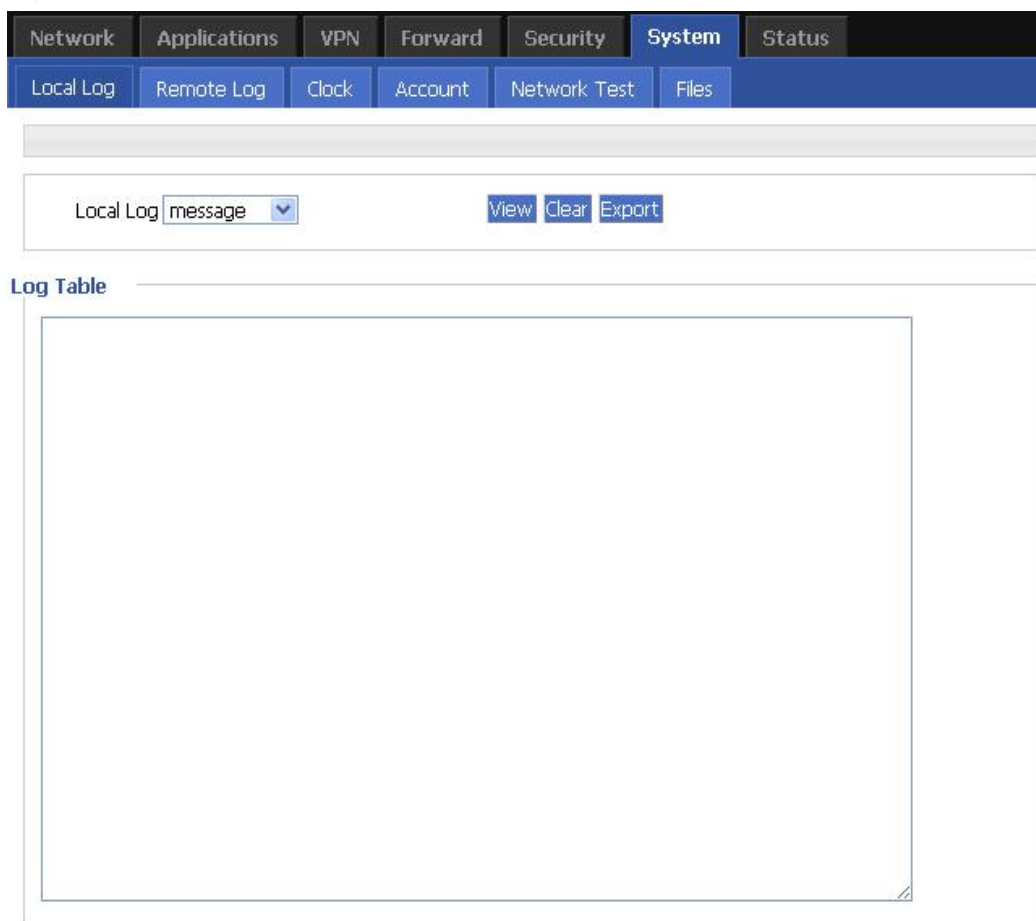 Network Applications VPN Forward Security System Status
Local Log Remote Log Clock Account Network Test Files
Local Log message View Clear Export
Log Table